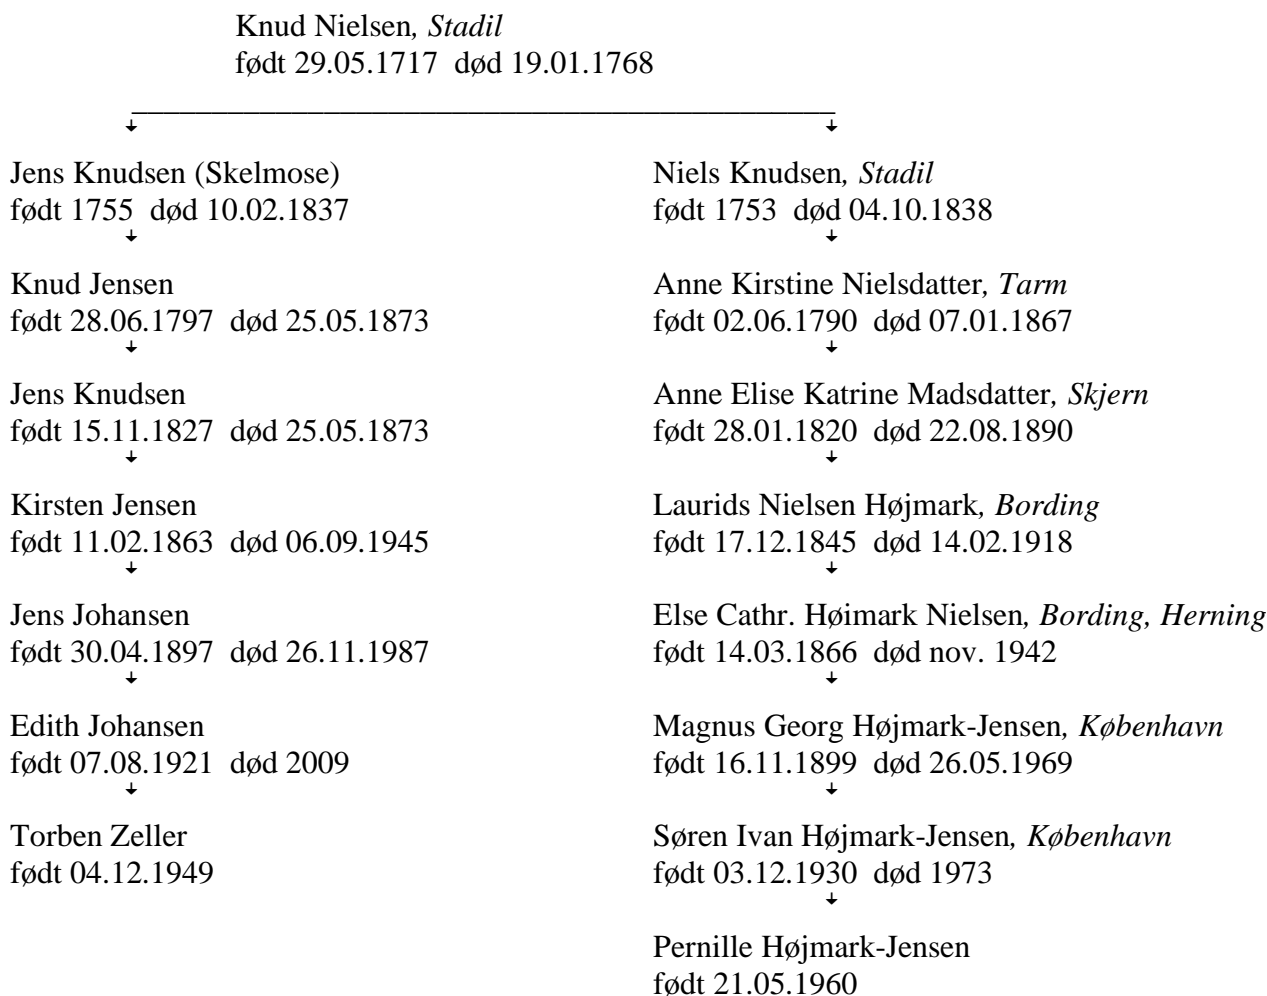 Knud Nielsen, Stadil
født 29.05.1717  død 19.01.1768
Jens Knudsen (Skelmose)
født 1755  død 10.02.1837
Niels Knudsen, Stadil
født 1753  død 04.10.1838
Knud Jensen
født 28.06.1797  død 25.05.1873
Anne Kirstine Nielsdatter, Tarm
født 02.06.1790  død 07.01.1867
Jens Knudsen
født 15.11.1827  død 25.05.1873
Anne Elise Katrine Madsdatter, Skjern
født 28.01.1820  død 22.08.1890
Kirsten Jensen
født 11.02.1863  død 06.09.1945
Laurids Nielsen Højmark, Bording
født 17.12.1845  død 14.02.1918
Jens Johansen
født 30.04.1897  død 26.11.1987
Else Cathr. Høimark Nielsen, Bording, Herning
født 14.03.1866  død nov. 1942
Edith Johansen
født 07.08.1921  død 2009
Magnus Georg Højmark-Jensen, København
født 16.11.1899  død 26.05.1969
Torben Zeller
født 04.12.1949
Søren Ivan Højmark-Jensen, København
født 03.12.1930  død 1973
Pernille Højmark-Jensen
født 21.05.1960